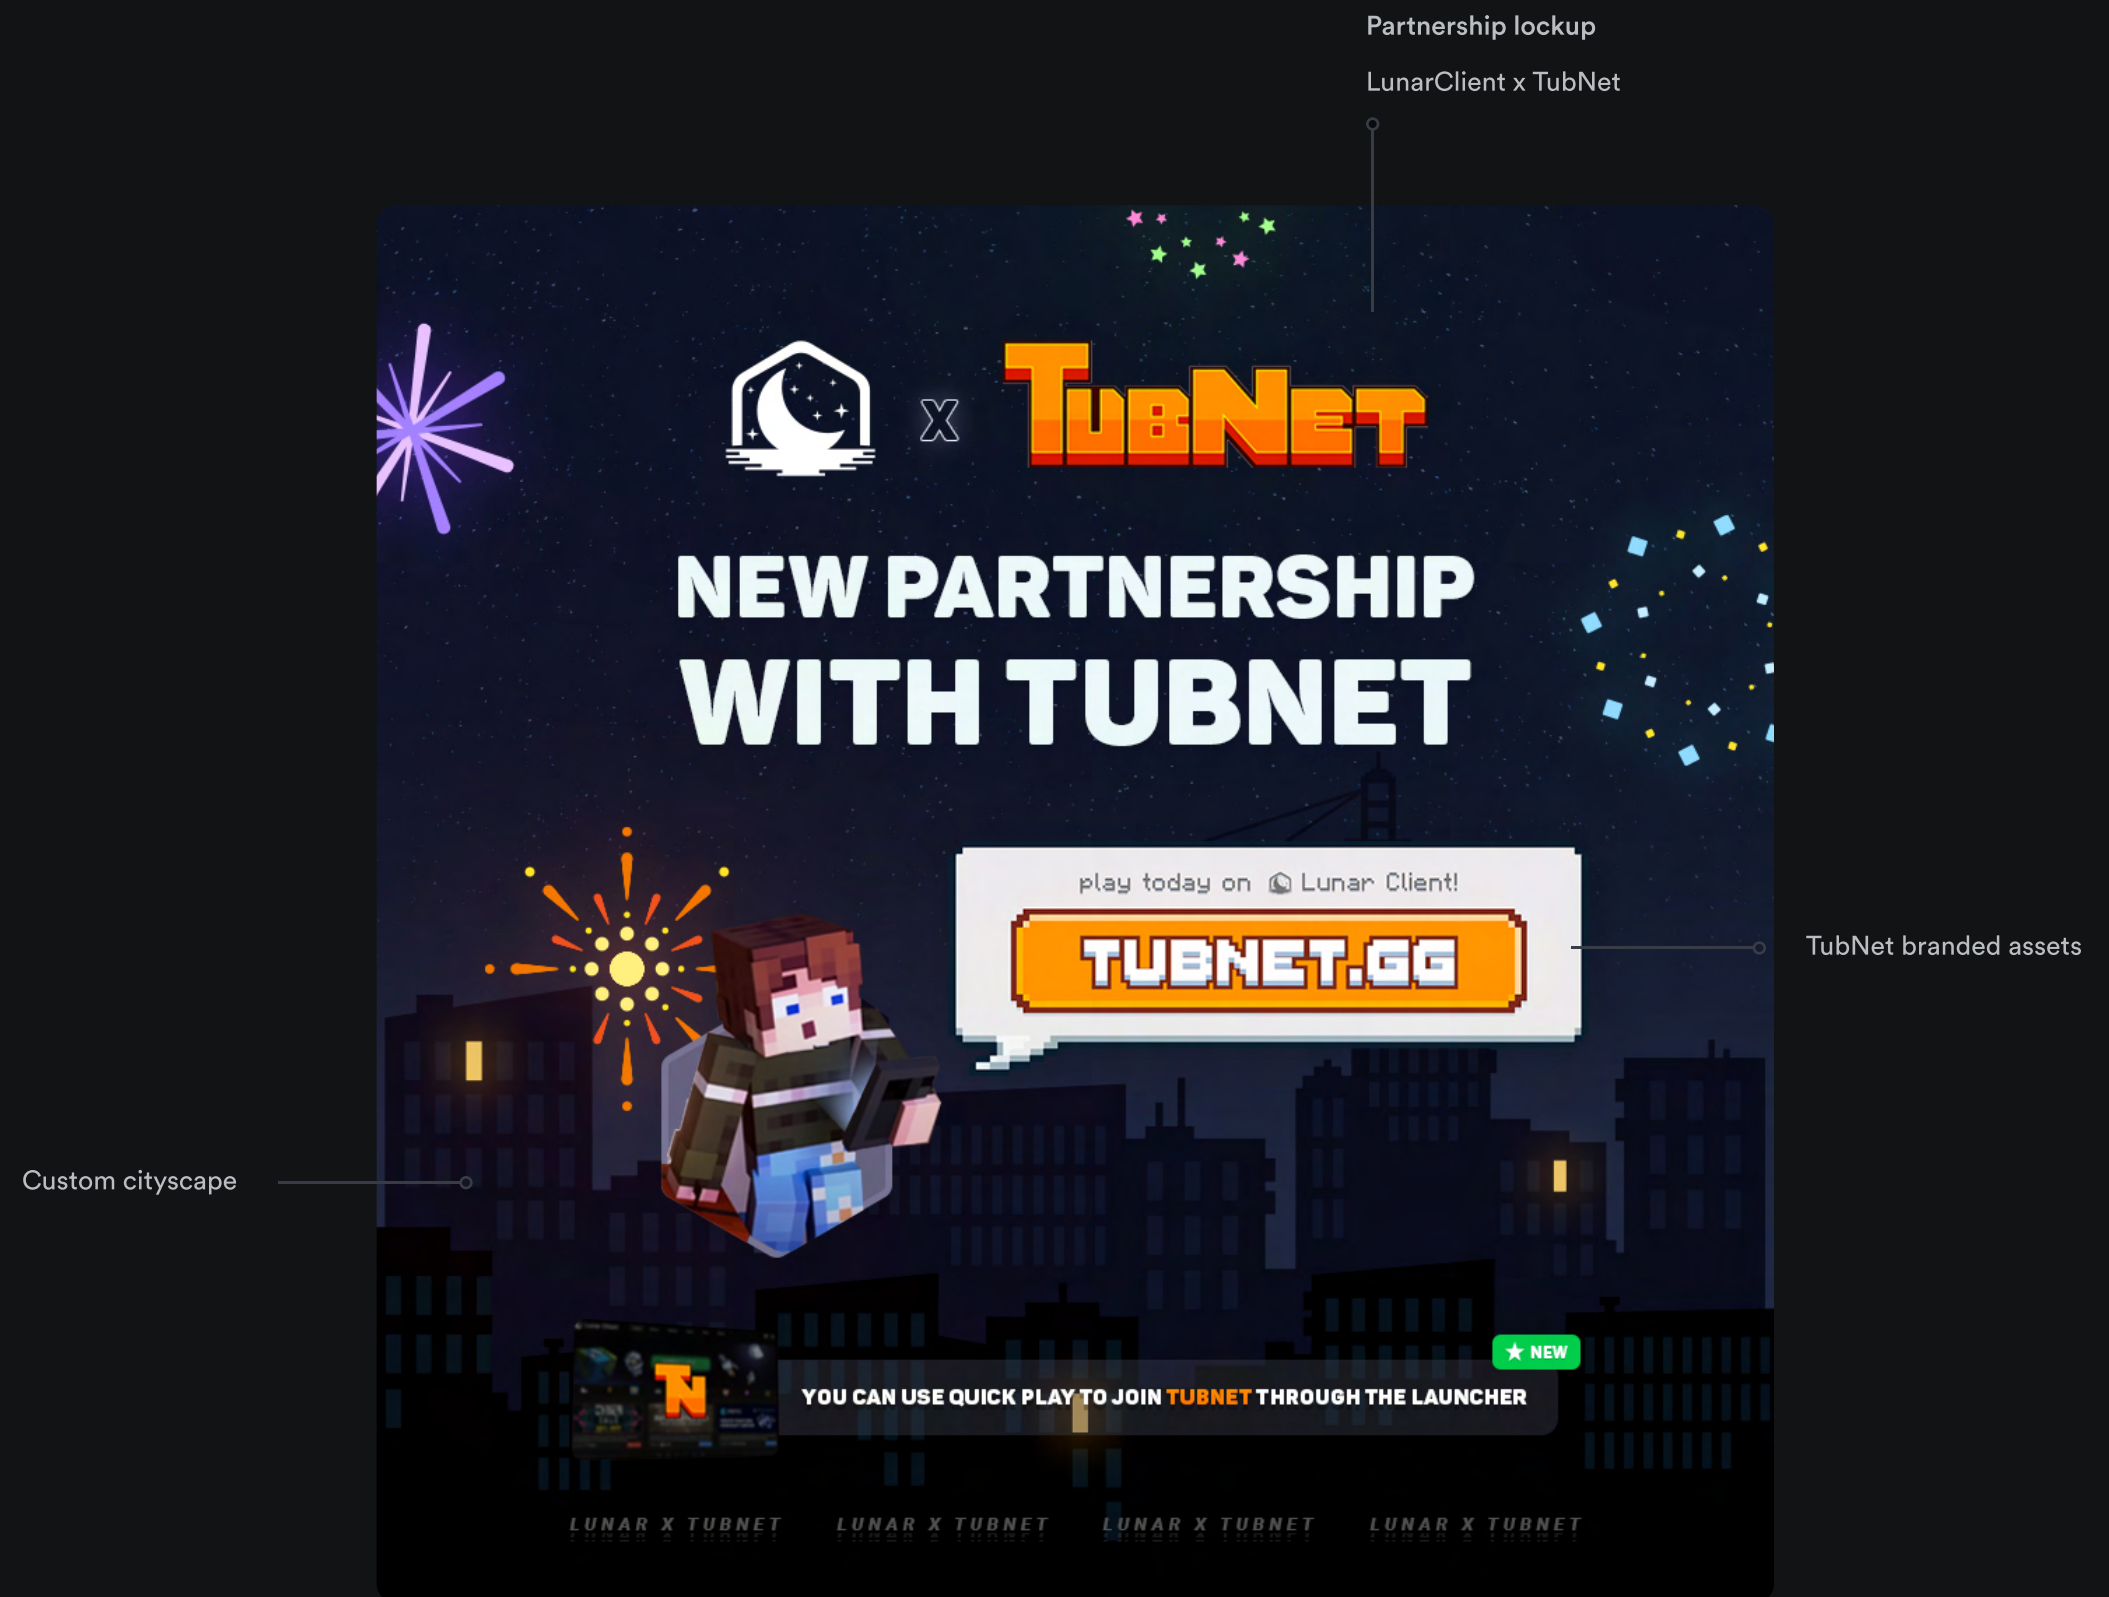 Partnership lockup
LunarClient x TubNet
X
TUBNET
NEW PARTNERSHIP
WITH TUBNET
play today on Lunar Client!
TUBNET.GG
TubNet branded assets
Custom cityscape
NEW
TN
YOU CAN USE QUICK PLAY TO JOIN TUBNET THROUGH THE LAUNCHER
LUNAR X TUBNET LUNAR X TUBNET LUNAR X TUBNET LUNAR X TUBNET